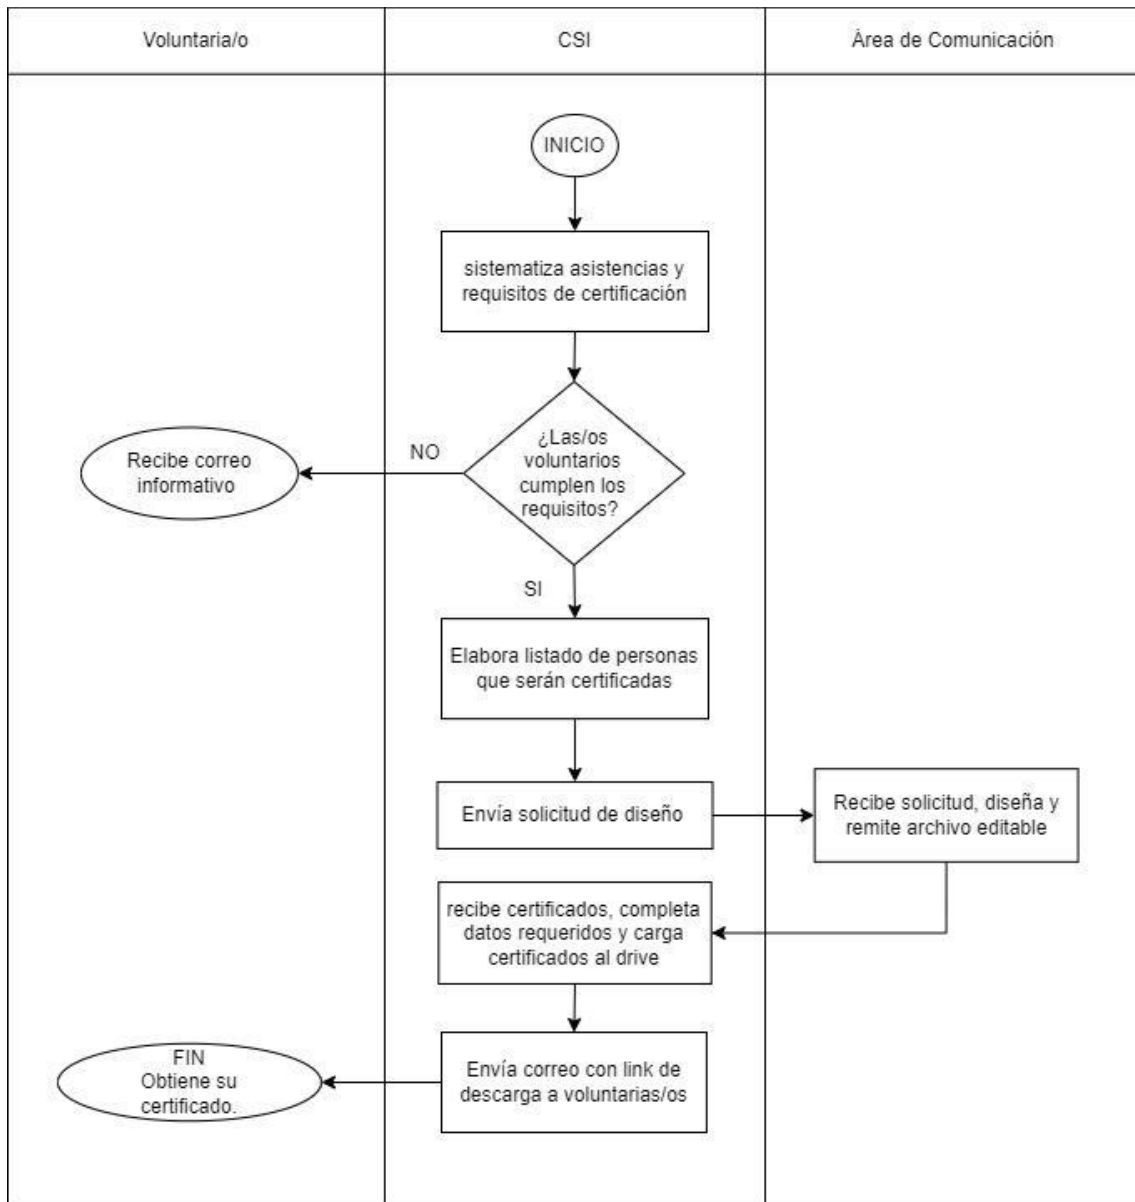 Voluntaria/o
CSI
Área de Comunicación
INICIO
sistematiza asistencias y
requisitos de certificación
¿Las/os
voluntarios
cumplen los
requisitos?
NO
Recibe correo
informativo
SI
Elabora listado de personas
que serán certificadas
Envía solicitud de diseño
Recibe solicitud, diseña y
remite archivo editable
recibe certificados, completa
datos requeridos y carga
certificados al drive
Envía correo con link de
descarga a voluntarias/os
FIN
Obtiene su
certificado.